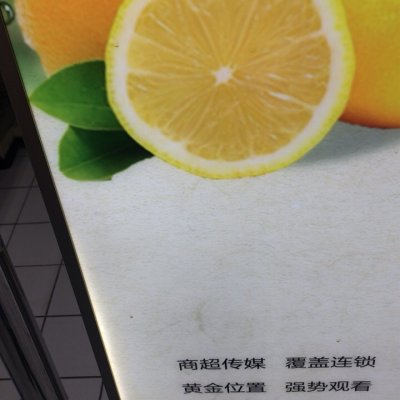 商超传媒 覆盖连锁
黄金位置 强势观看